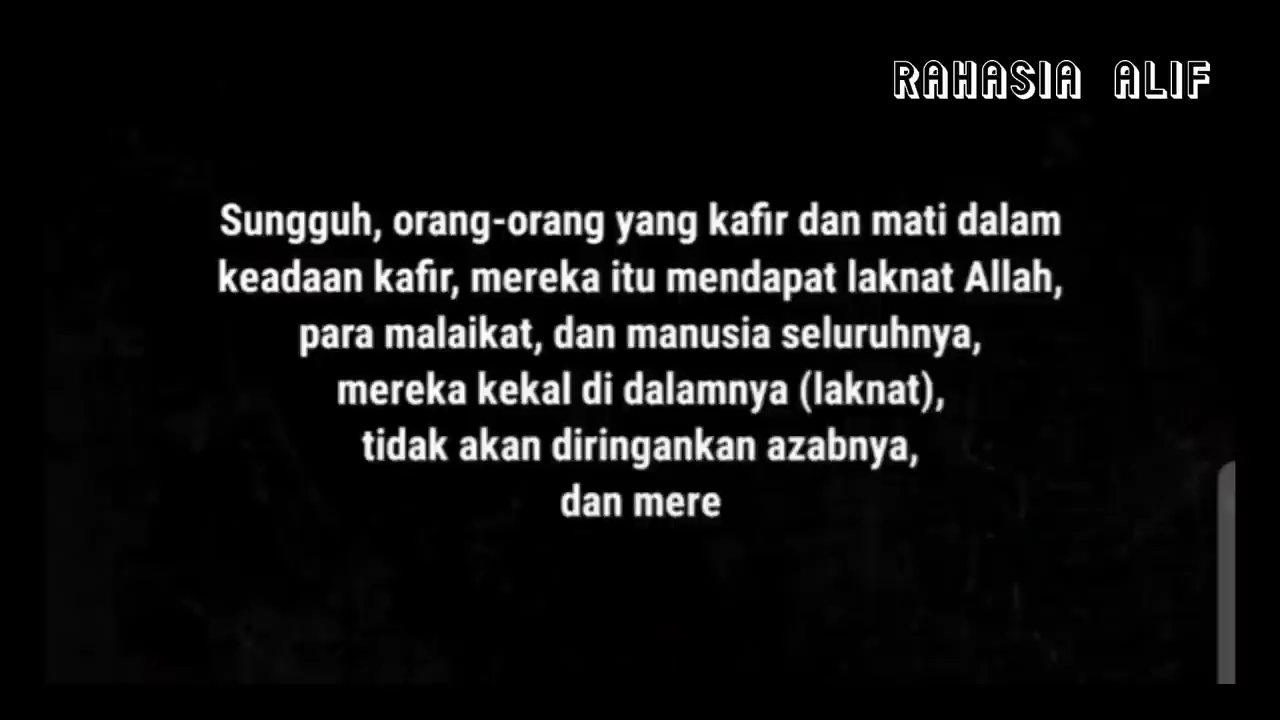 RAHASIA ALIF
Sungguh, orang-orang yang kafir dan mati dalam
keadaan kafir, mereka itu mendapat laknat Allah,
para malaikat, dan manusia seluruhnya,
mereka kekal di dalamnya (laknat),
tidak akan diringankan azabnya,
dan mere